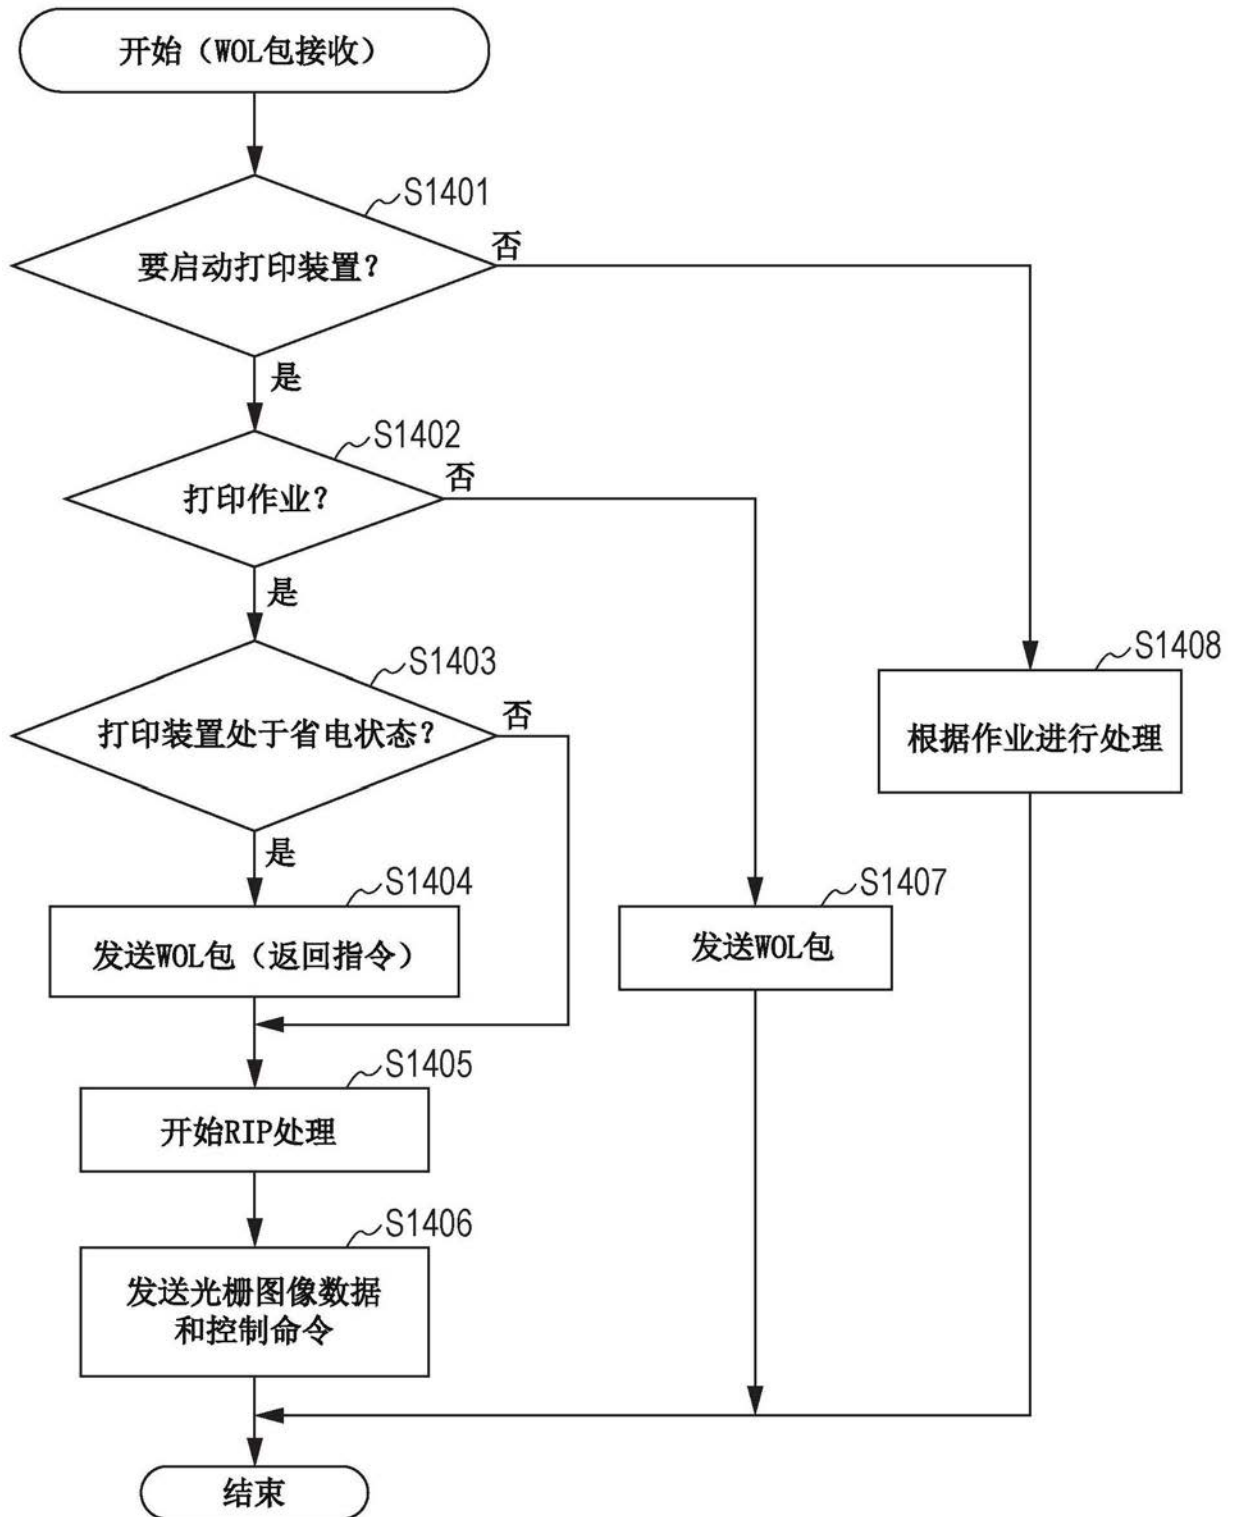 开始（WOL包接收）
S1401
要启动打印装置？
否
是
S1402
打印作业？
否
是
S1403
打印装置处于省电状态？
否
是
S1408
根据作业进行处理
S1404
发送WOL包（返回指令）
S1407
发送WOL包
S1405
开始RIP处理
S1406
发送光栅图像数据
和控制命令
结束